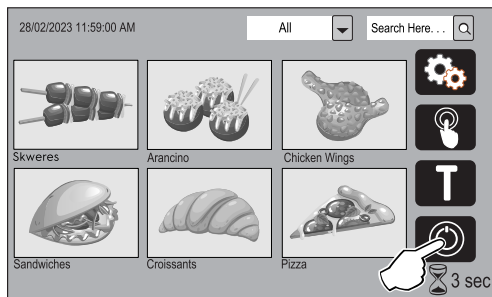 28/02/2023 11:59:00 AM
All
Search Here. . .
Skweres
Arancino
Chicken Wings
T
Sandwiches
Croissants
Pizza
3 sec